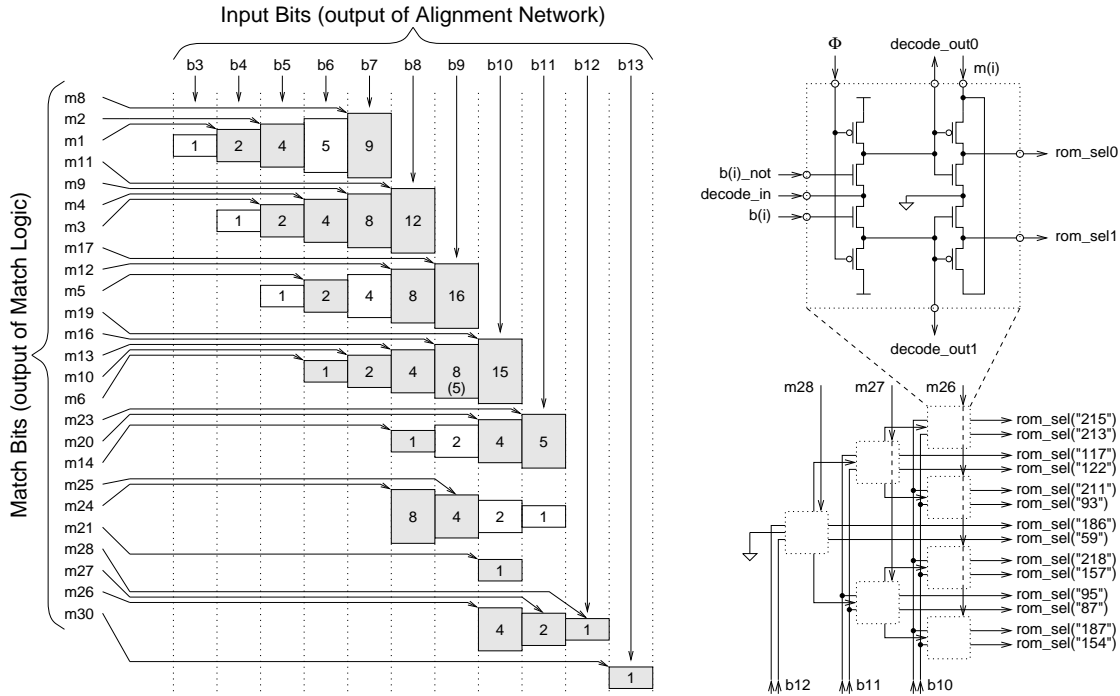 Input Bits (output of Alignment Network)
b3 b4 b5 b6 b7 b8 b9 b10 b11 b12 b13
Match Bits (output of Match Logic)
m8
m2
m1
1 2 4 5 9
m11
m9
m4
m3
1 2 4 8 12
m17
m12
m5
1 2 4 8 16
m19
m16
m13
m10
m6
1 2 4 8 15
(5)
m23
m20
m14
1 2 4 5
m25
m24
8 4 2 1
m21
1
m28
m27
m26
4 2 1
m30
1
Φ decode_out0
m(i)
rom_sel0
b(i)_not
decode_in
b(i)
rom_sel1
decode_out1
m28 m27 m26
rom_sel("215")
rom_sel("213")
rom_sel("117")
rom_sel("122")
rom_sel("211")
rom_sel("93")
rom_sel("186")
rom_sel("59")
rom_sel("218")
rom_sel("157")
rom_sel("95")
rom_sel("87")
rom_sel("187")
rom_sel("154")
b12 b11 b10